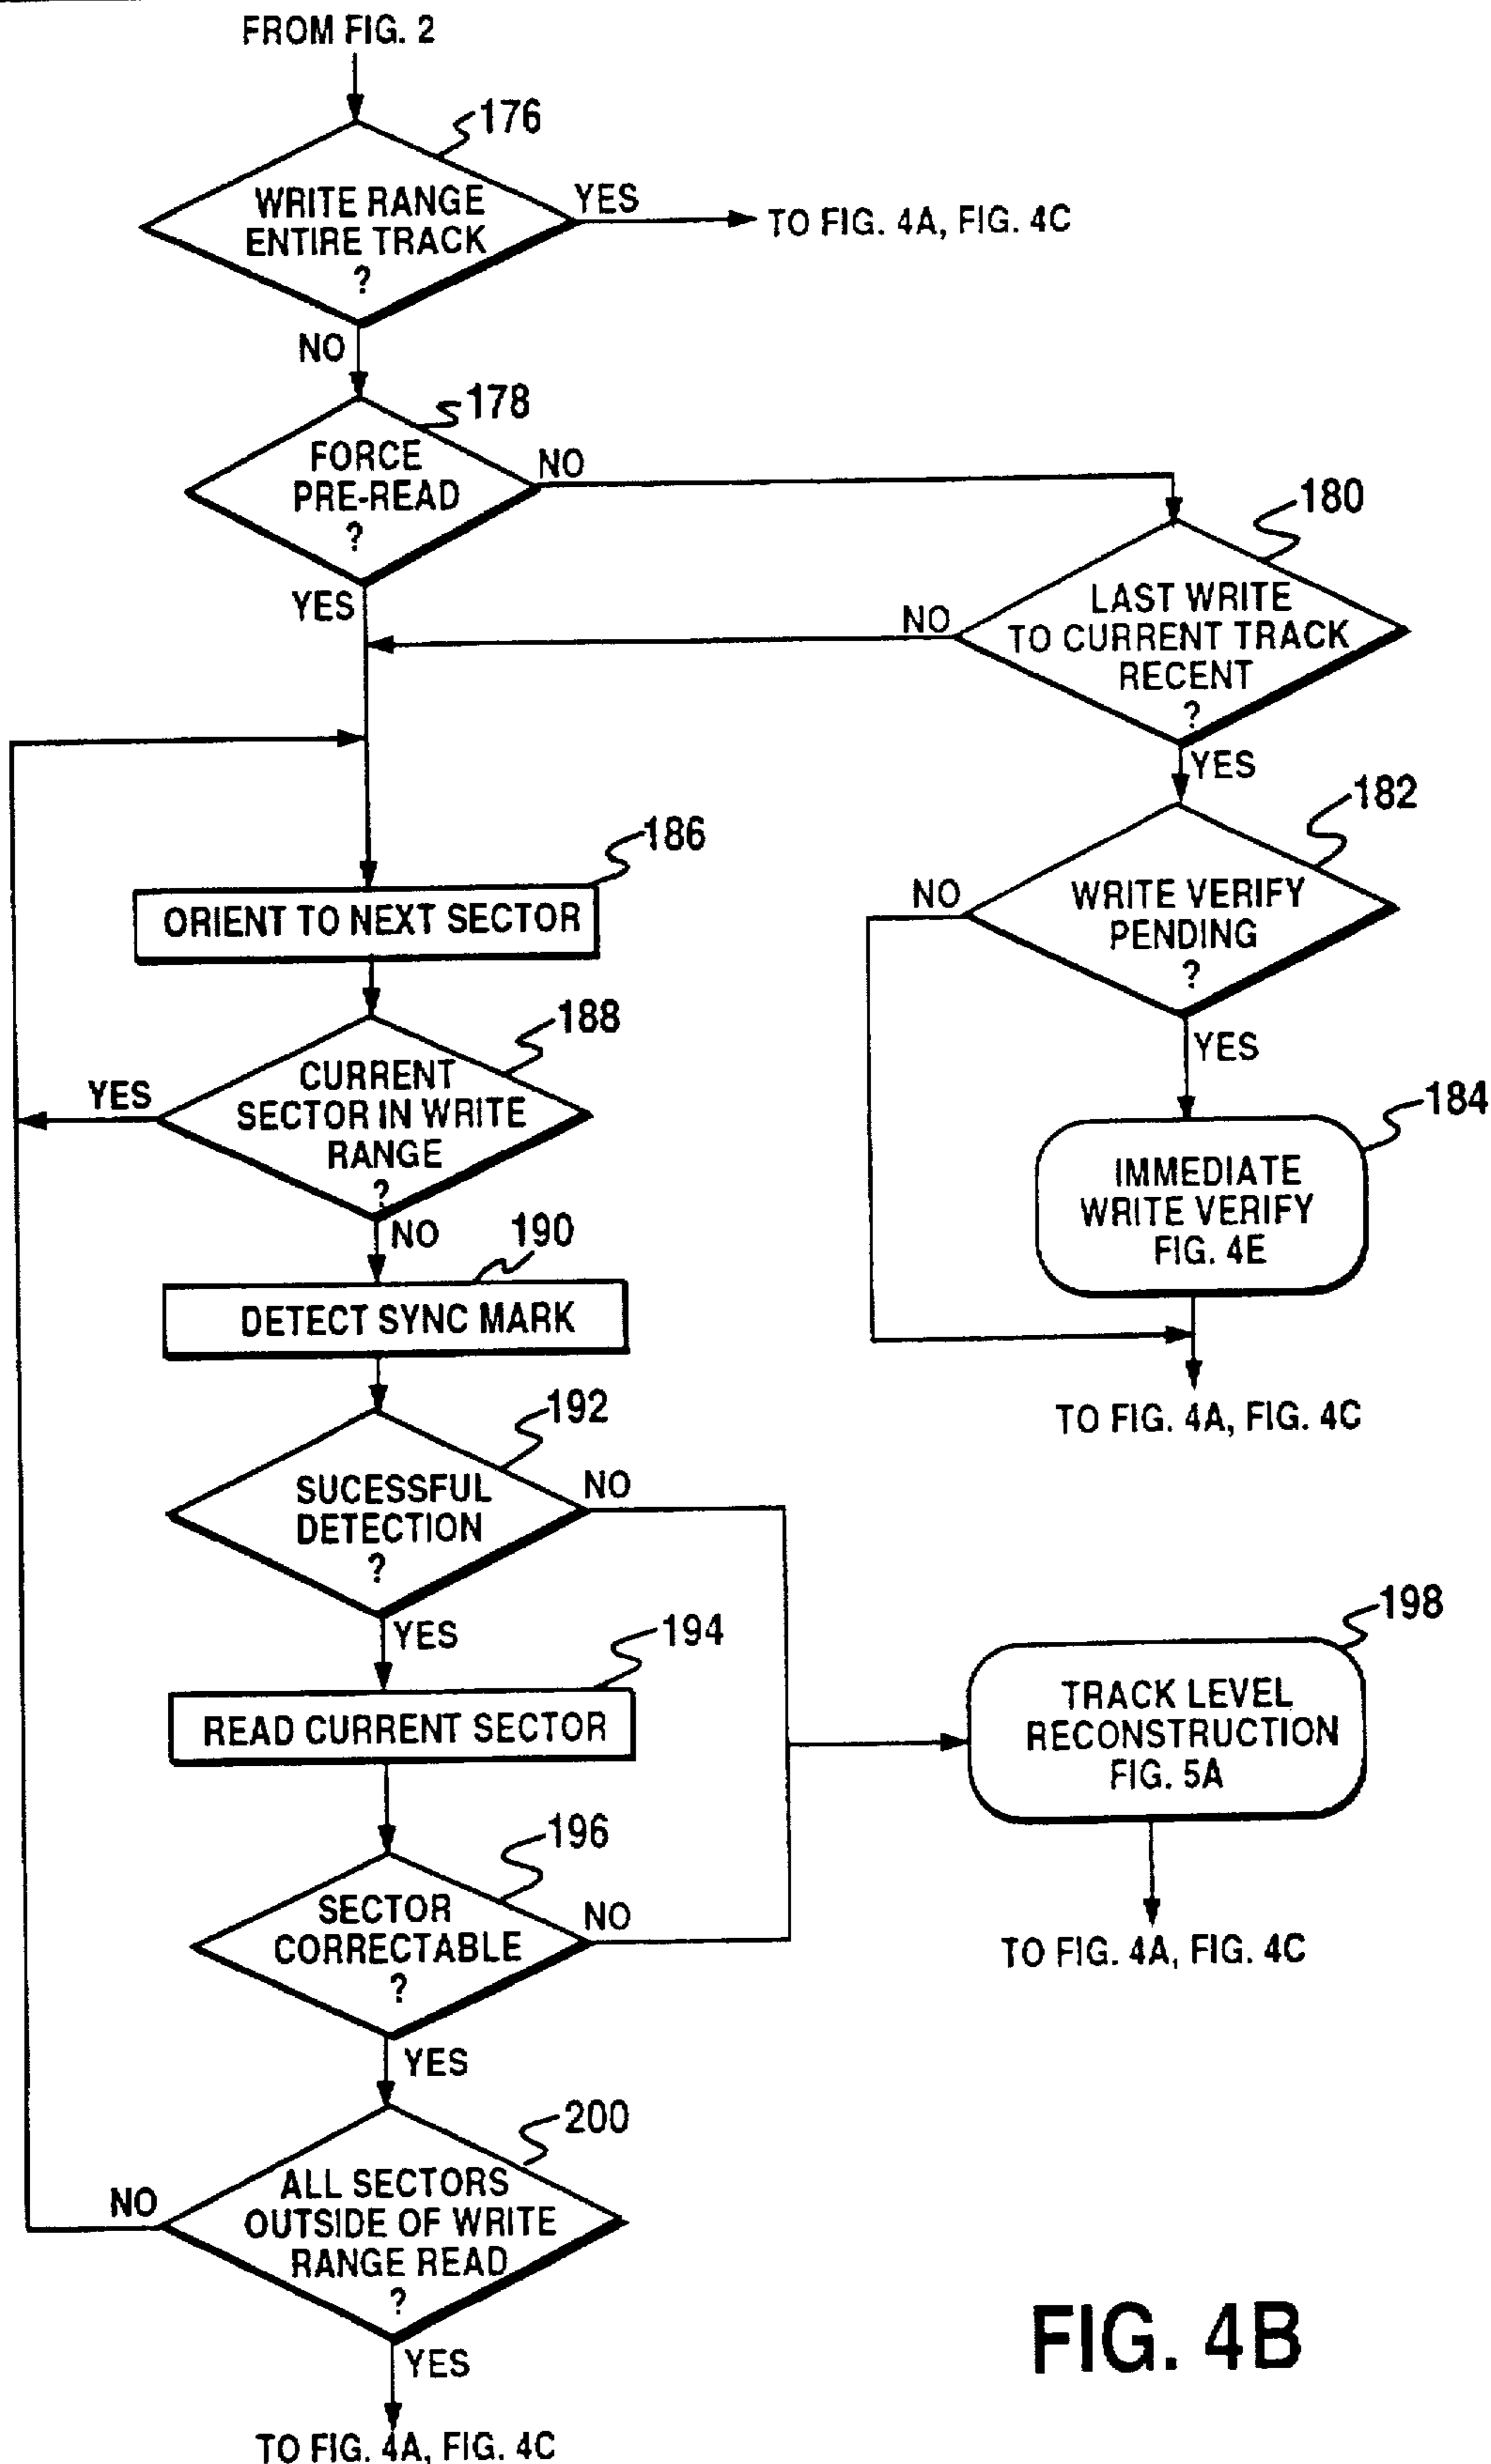 FROM FIG. 2
176
WRITE RANGE
ENTIRE TRACK
?
YES
TO FIG. 4A, FIG. 4C
NO
178
FORCE
PRE-READ
?
NO
YES
180
LAST WRITE
TO CURRENT TRACK
RECENT
?
NO
YES
182
WRITE VERIFY
PENDING
?
NO
YES
184
IMMEDIATE
WRITE VERIFY
FIG. 4E
TO FIG. 4A, FIG. 4C
186
ORIENT TO NEXT SECTOR
188
CURRENT
SECTOR IN WRITE
RANGE
?
YES
NO
190
DETECT SYNC MARK
192
SUCESSFUL
DETECTION
?
NO
YES
194
READ CURRENT SECTOR
196
SECTOR
CORRECTABLE
?
NO
YES
198
TRACK LEVEL
RECONSTRUCTION
FIG. 5A
TO FIG. 4A, FIG. 4C
200
ALL SECTORS
OUTSIDE OF WRITE
RANGE READ
?
NO
YES
TO FIG. 4A, FIG. 4C
FIG. 4B